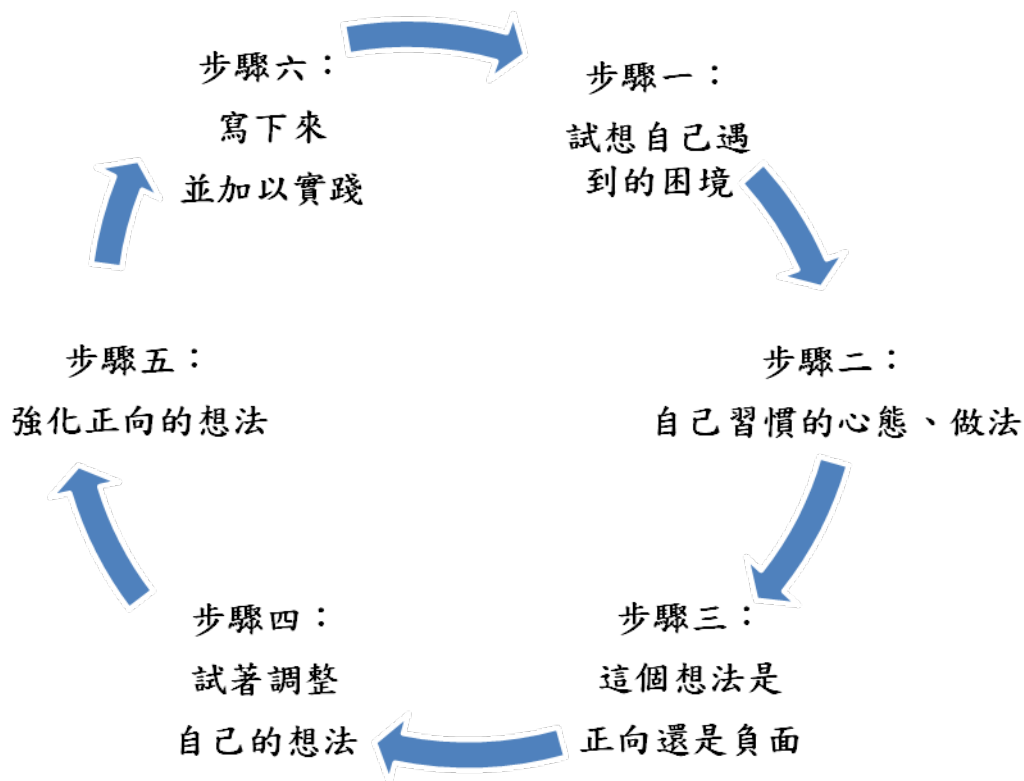 步驟一：
試想自己遇
到的困境
步驟二：
自己習慣的心態、做法
步驟三：
這個想法是
正向還是負面
步驟四：
試著調整
自己的想法
步驟五：
強化正向的想法
步驟六：
寫下來
並加以實踐